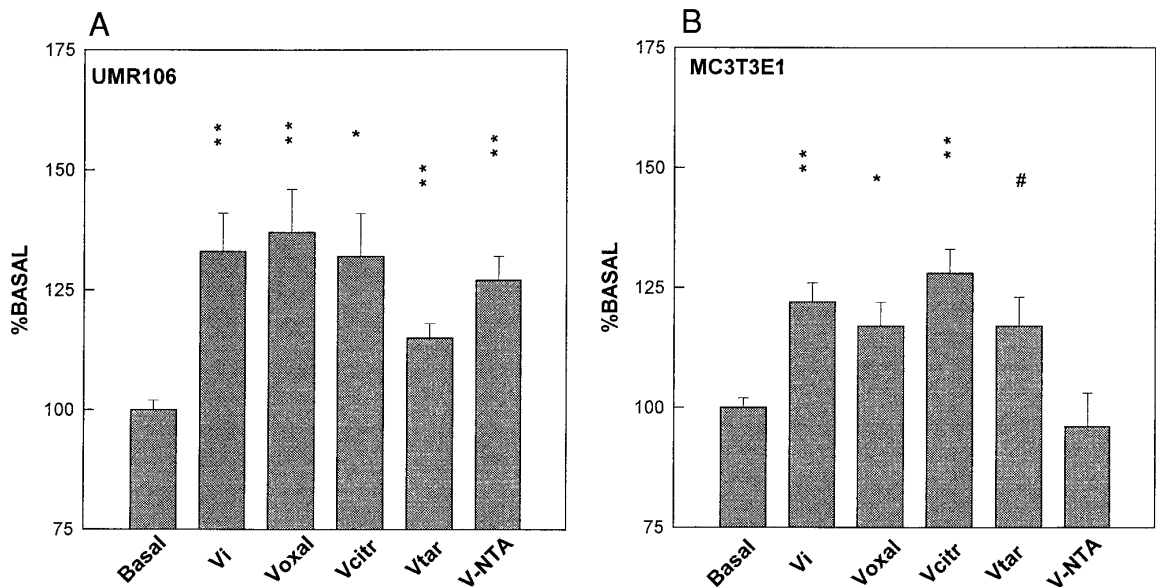 A
UMR106
%BASAL
175
150
125
100
75
**
**
*
**
**
Basal
Vi
Voxal
Vcitr
Vtar
V-NTA
B
MC3T3E1
%BASAL
175
150
125
100
75
**
*
**
#
Basal
Vi
Voxal
Vcitr
Vtar
V-NTA